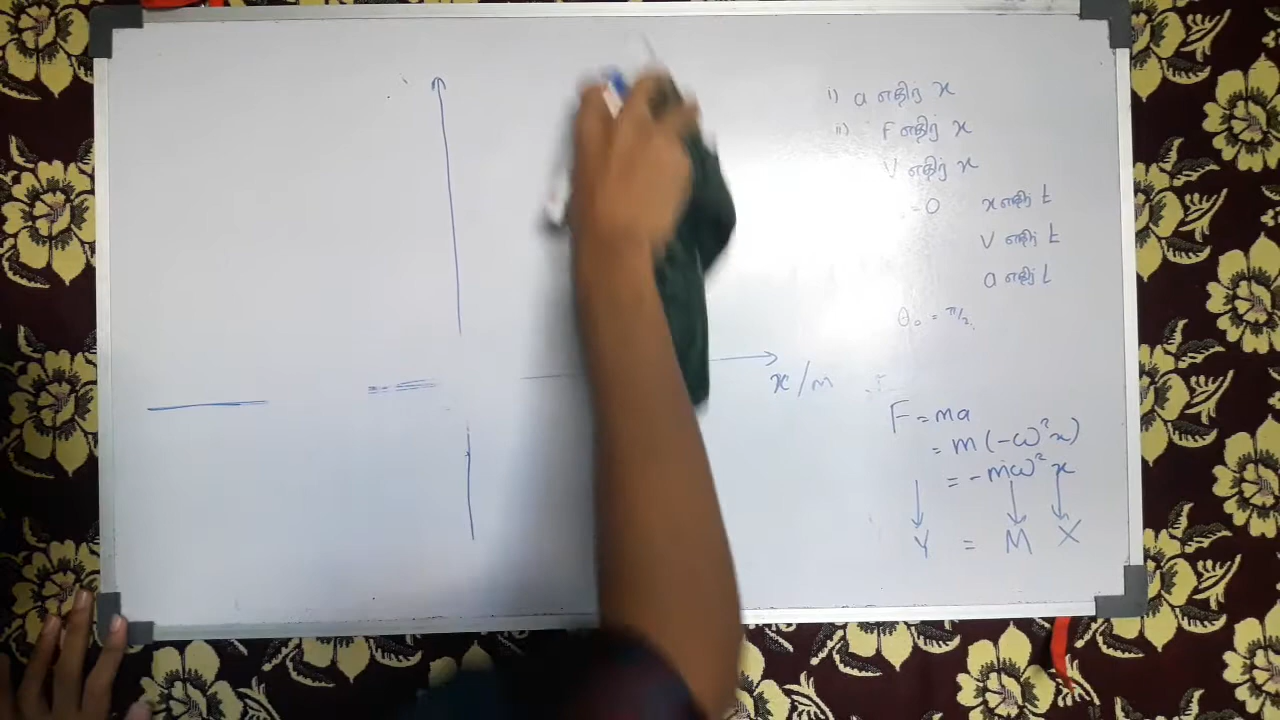 i) a எதிர் x
ii) F எதிர் x
V எதிர் x
x எதிர் t
V எதிர் t
a எதிர் t
θ₀ = π/2
x/m
F = ma
= m(-ω²x)
= -mω² x
Y = M X